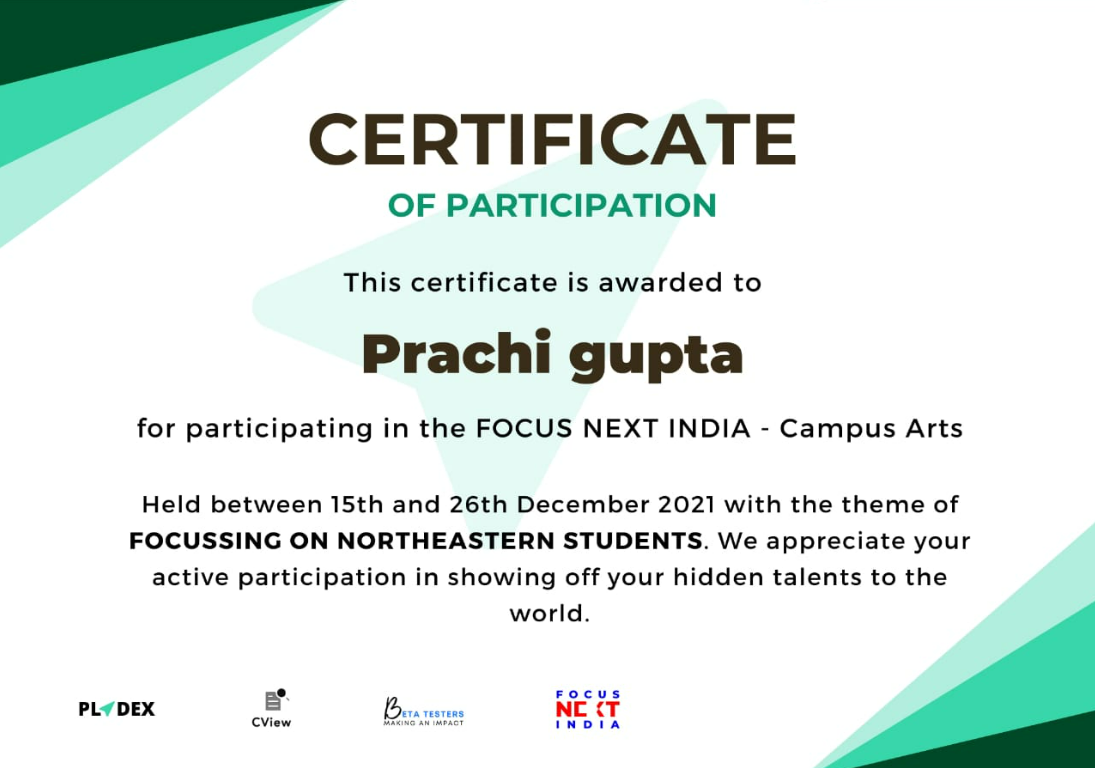 CERTIFICATE
OF PARTICIPATION
This certificate is awarded to
Prachi gupta
for participating in the FOCUS NEXT INDIA - Campus Arts
Held between 15th and 26th December 2021 with the theme of
FOCUSSING ON NORTHEASTERN STUDENTS. We appreciate your
active participation in showing off your hidden talents to the
world.
PLADEX
CView
BETA TESTERS
MAKING AN IMPACT
FOCUS
NEXT
INDIA